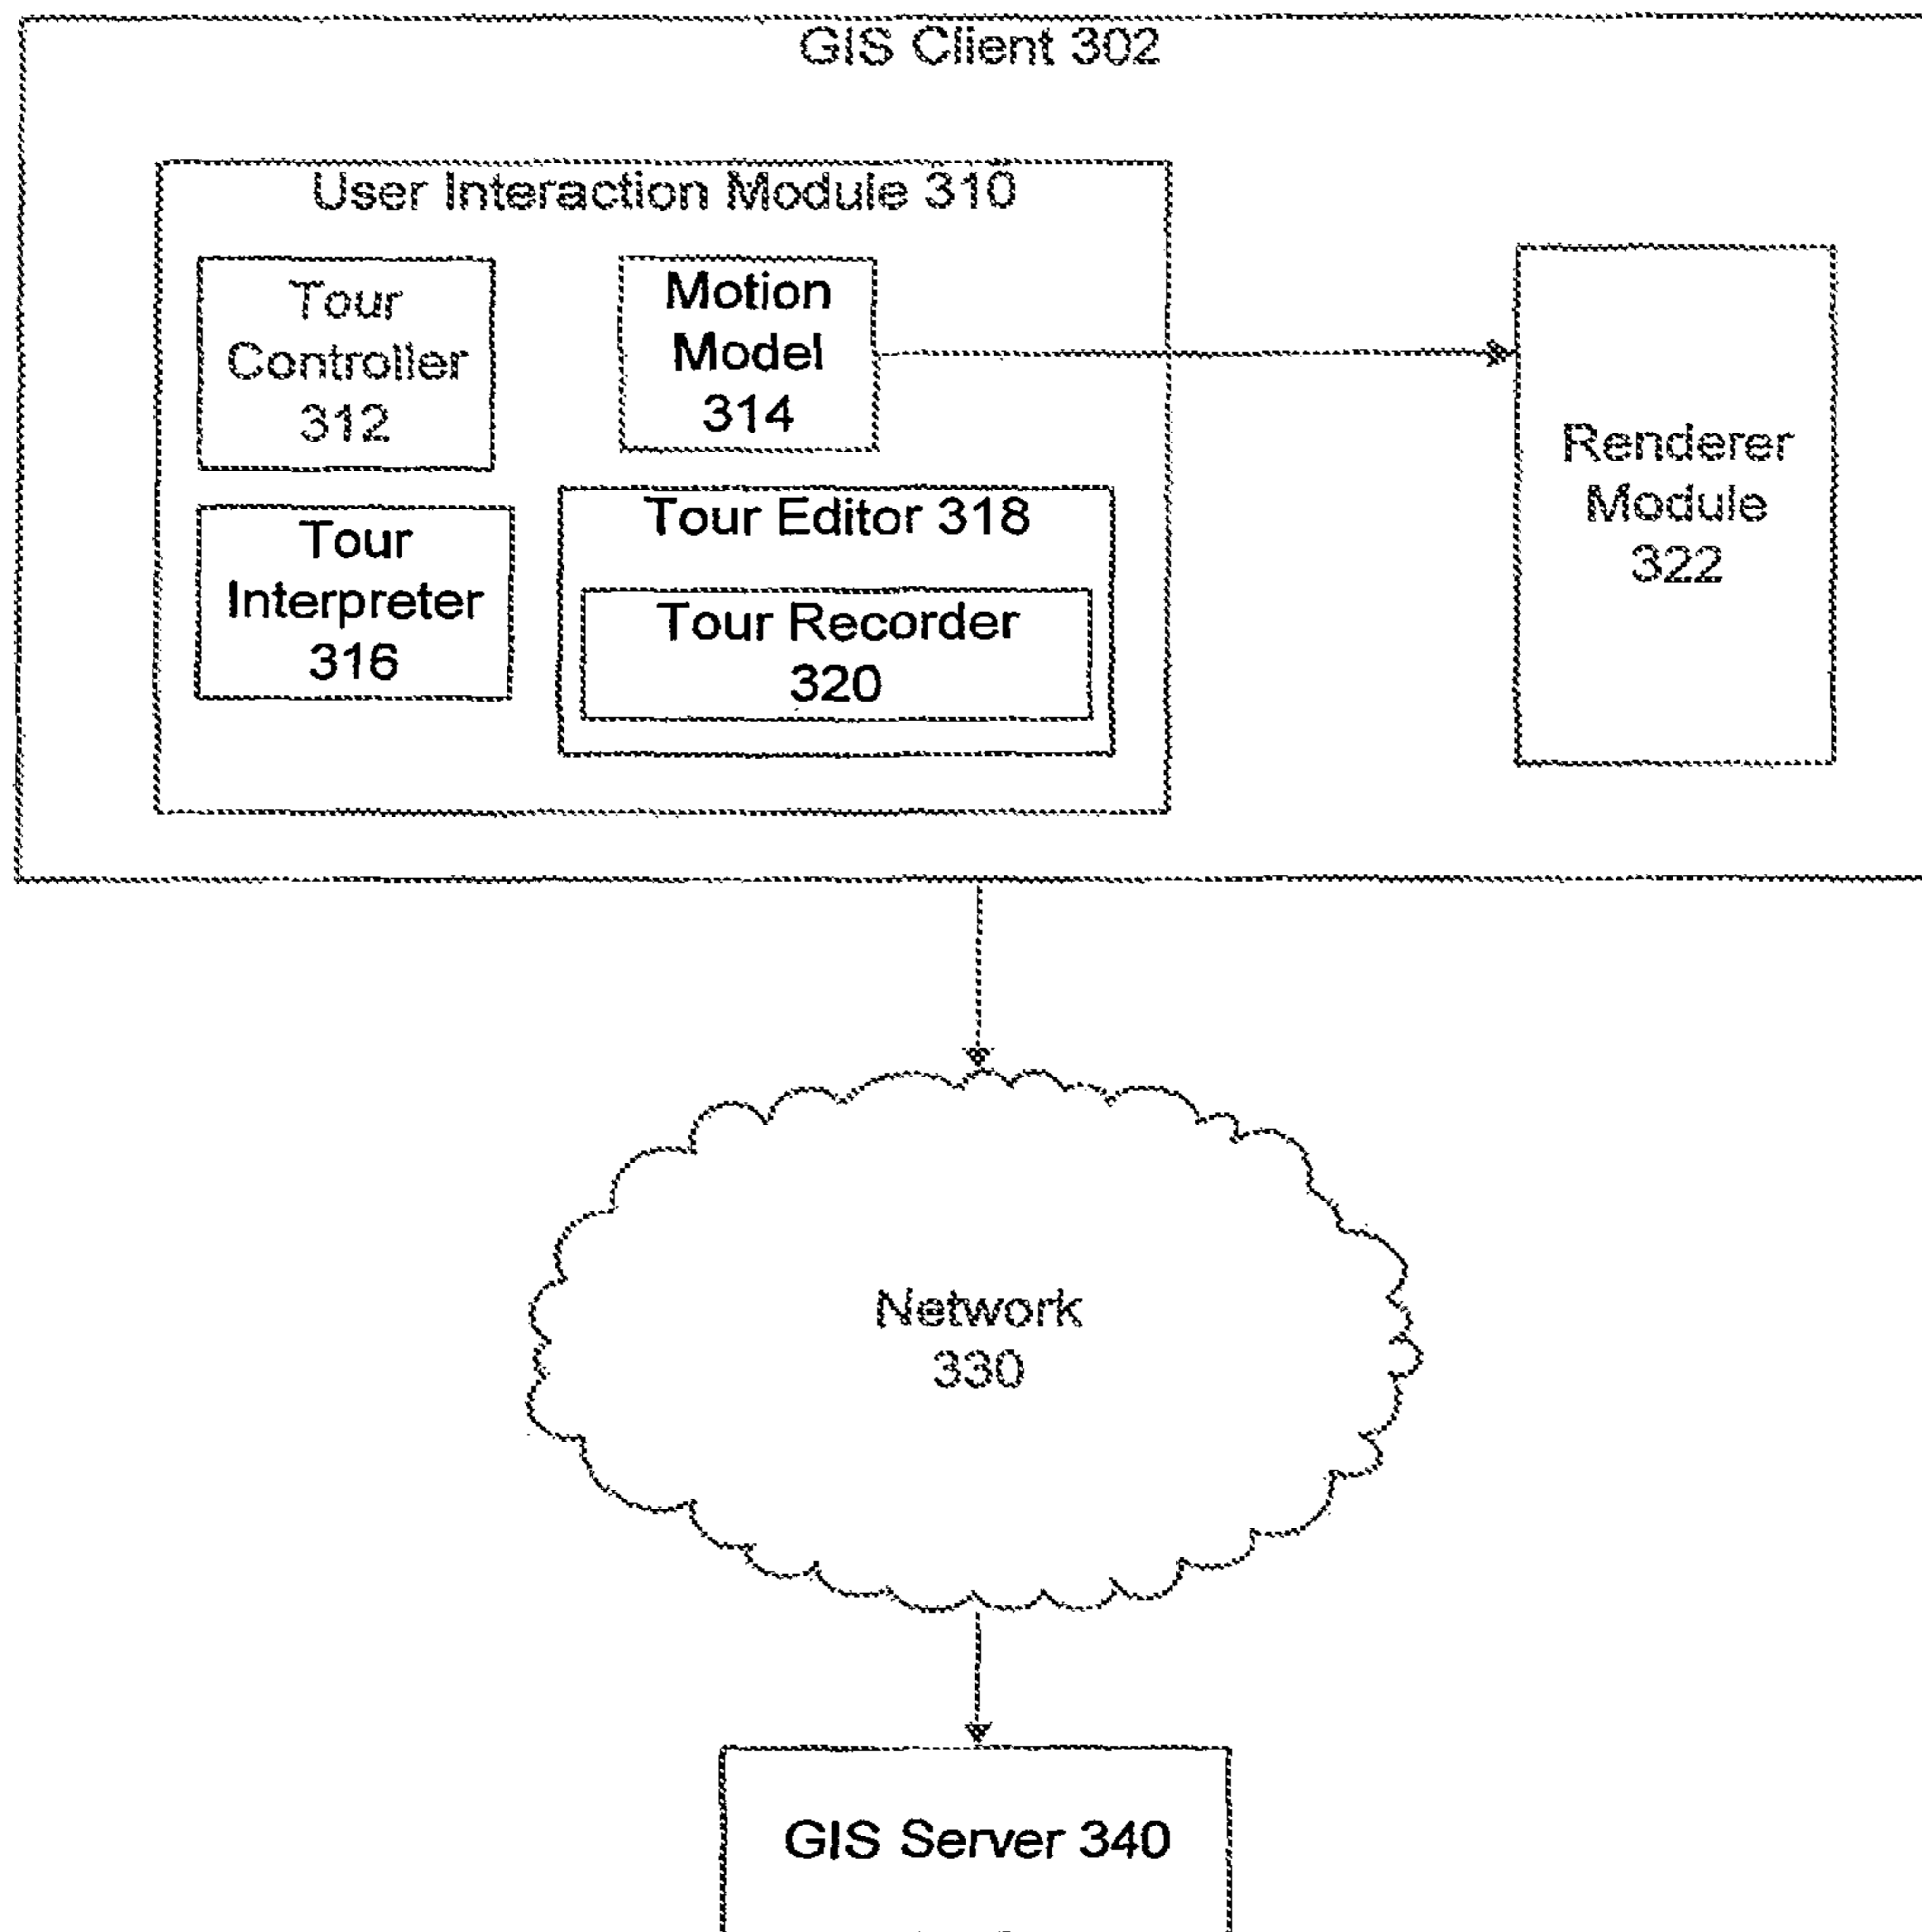 GIS Client 302
User Interaction Module 310
Tour
Controller
312
Motion
Model
314
Tour
Interpreter
316
Tour Editor 318
Tour Recorder
320
Renderer
Module
322
Network
330
GIS Server 340